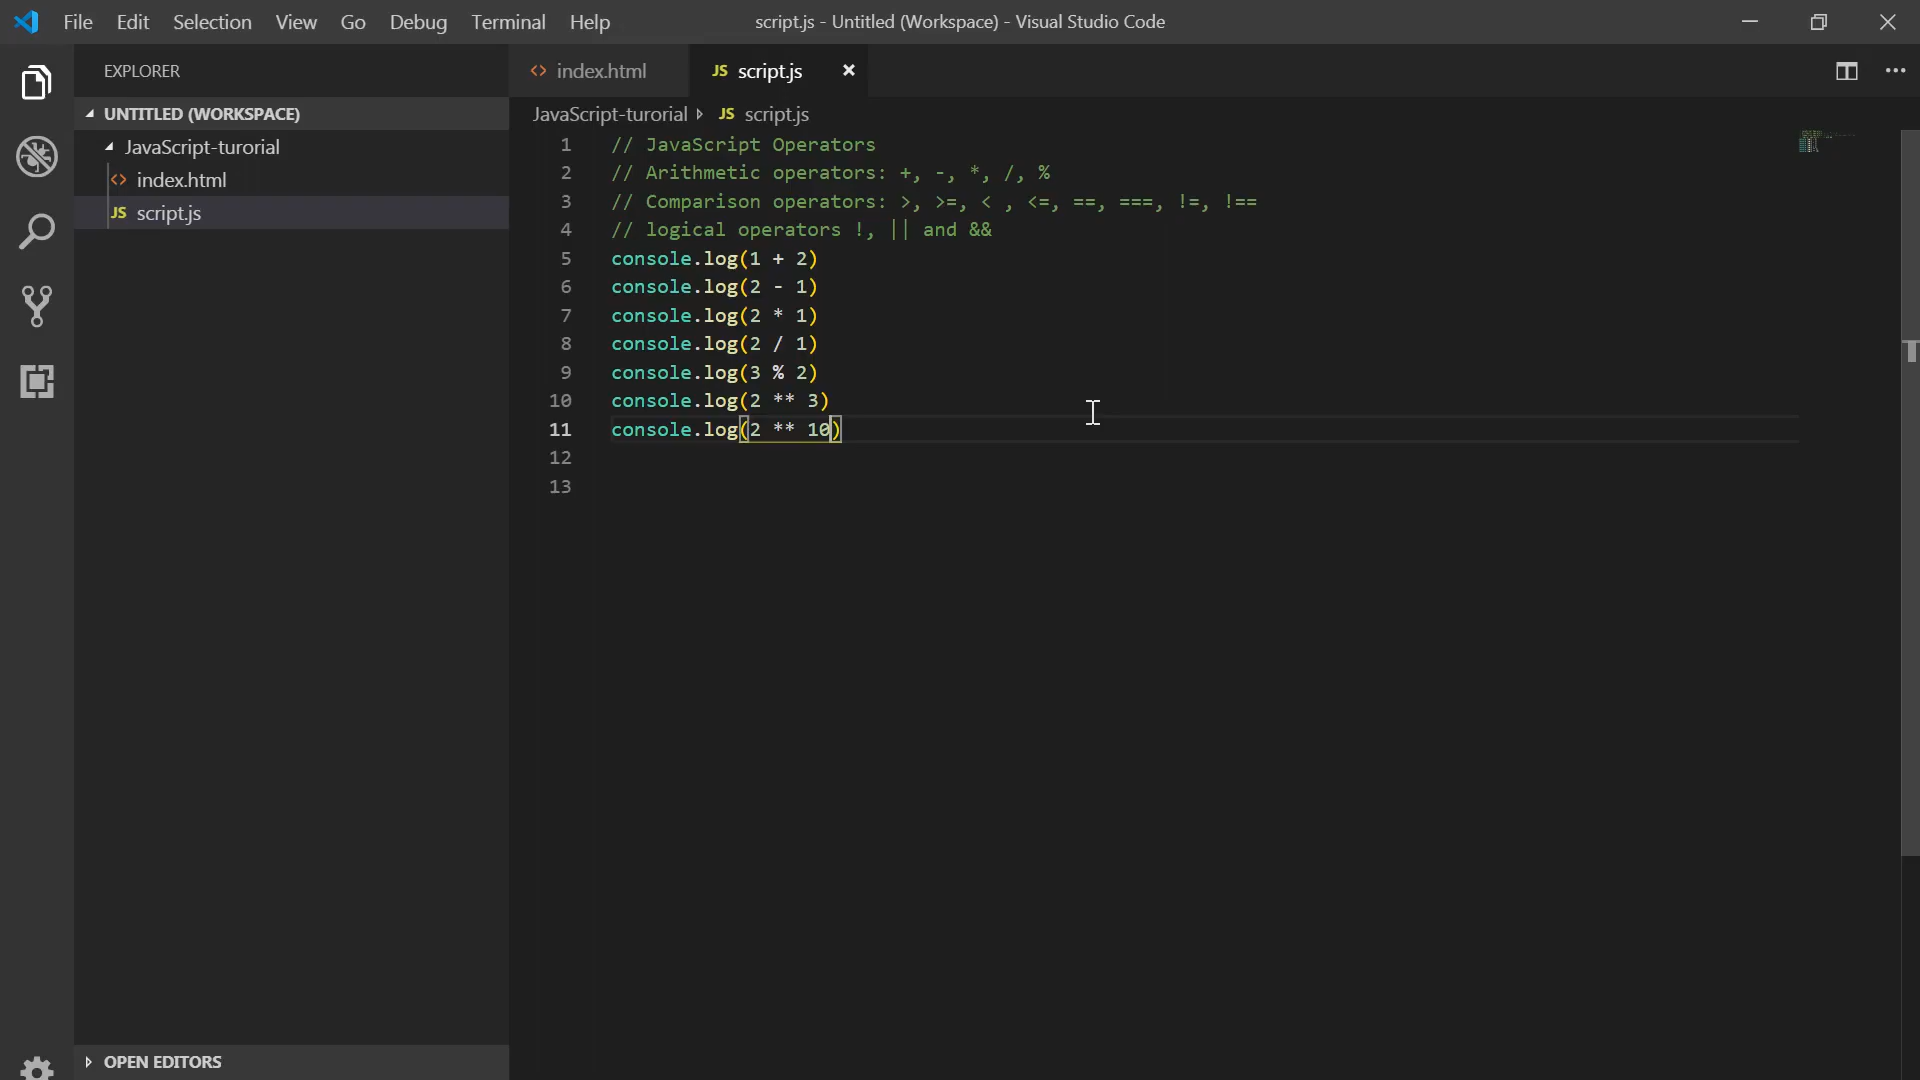 File Edit Selection View Go Debug Terminal Help script.js - Untitled (Workspace) - Visual Studio Code
EXPLORER
UNTITLED (WORKSPACE)
JavaScript-turorial
<> index.html
JS script.js
OPEN EDITORS
<> index.html JS script.js
JavaScript-turorial JS script.js
1 // JavaScript Operators
2 // Arithmetic operators: +, -, *, /, %
3 // Comparison operators: >, >=, < , <=, ==, ===, !=, !==
4 // logical operators !, || and &&
5 console.log(1 + 2)
6 console.log(2 - 1)
7 console.log(2 * 1)
8 console.log(2 / 1)
9 console.log(3 % 2)
10 console.log(2 ** 3)
11 console.log(2 ** 10)
12
13